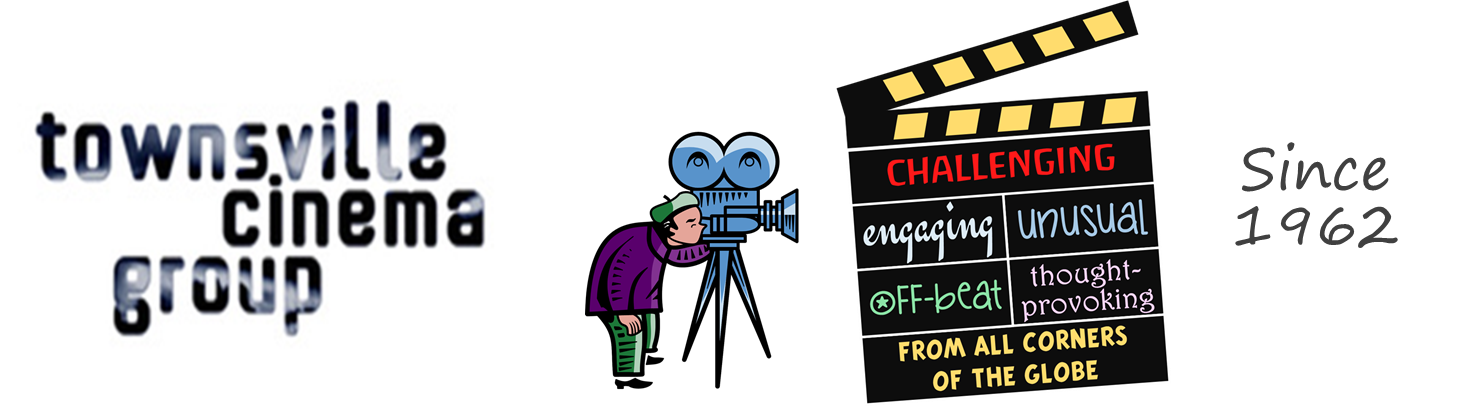 townsville
cinema
group
CHALLENGING
engaging
unusual
OFF-beat
thought-
provoking
FROM ALL CORNERS
OF THE GLOBE
Since
1962